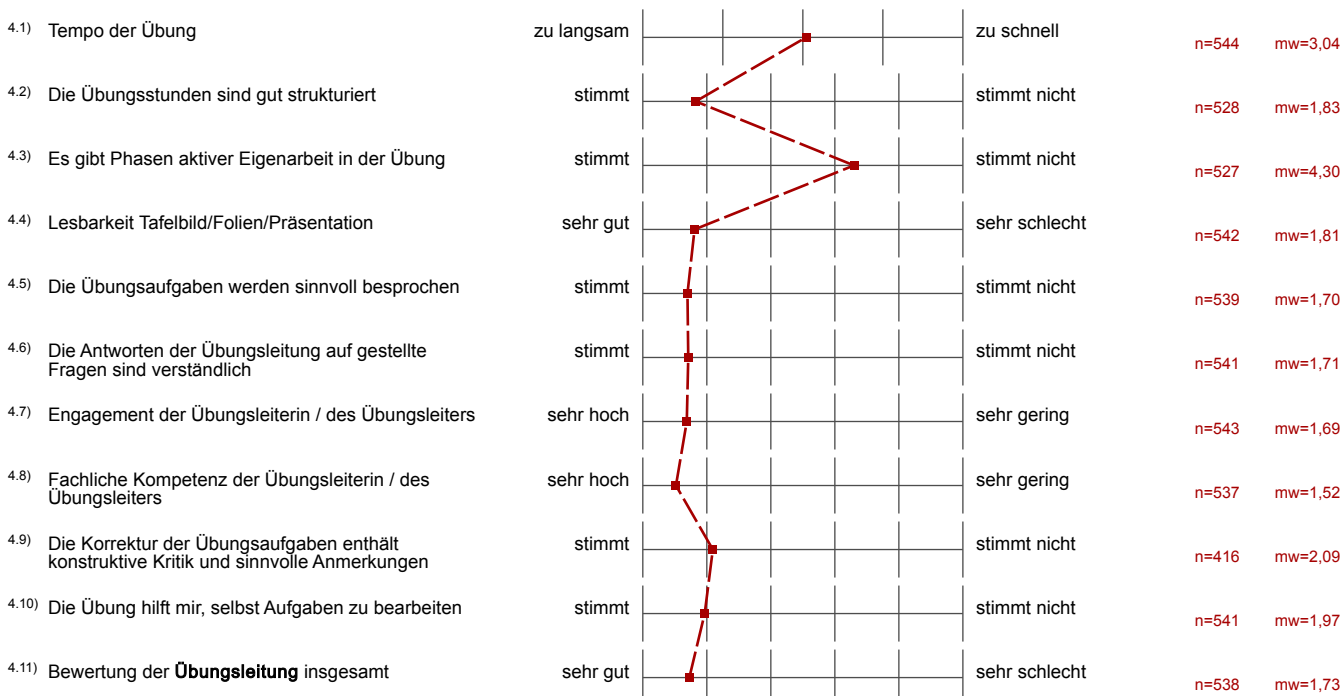 4.1) Tempo der Übung zu langsam zu schnell n=544 mw=3,04
4.2) Die Übungsstunden sind gut strukturiert stimmt stimmt nicht n=528 mw=1,83
4.3) Es gibt Phasen aktiver Eigenarbeit in der Übung stimmt stimmt nicht n=527 mw=4,30
4.4) Lesbarkeit Tafelbild/Folien/Präsentation sehr gut sehr schlecht n=542 mw=1,81
4.5) Die Übungsaufgaben werden sinnvoll besprochen stimmt stimmt nicht n=539 mw=1,70
4.6) Die Antworten der Übungsleitung auf gestellte stimmt stimmt nicht n=541 mw=1,71
Fragen sind verständlich
4.7) Engagement der Übungsleiterin / des Übungsleiters sehr hoch sehr gering n=543 mw=1,69
4.8) Fachliche Kompetenz der Übungsleiterin / des sehr hoch sehr gering n=537 mw=1,52
Übungsleiters
4.9) Die Korrektur der Übungsaufgaben enthält stimmt stimmt nicht n=416 mw=2,09
konstruktive Kritik und sinnvolle Anmerkungen
4.10) Die Übung hilft mir, selbst Aufgaben zu bearbeiten stimmt stimmt nicht n=541 mw=1,97
4.11) Bewertung der Übungsleitung insgesamt sehr gut sehr schlecht n=538 mw=1,73